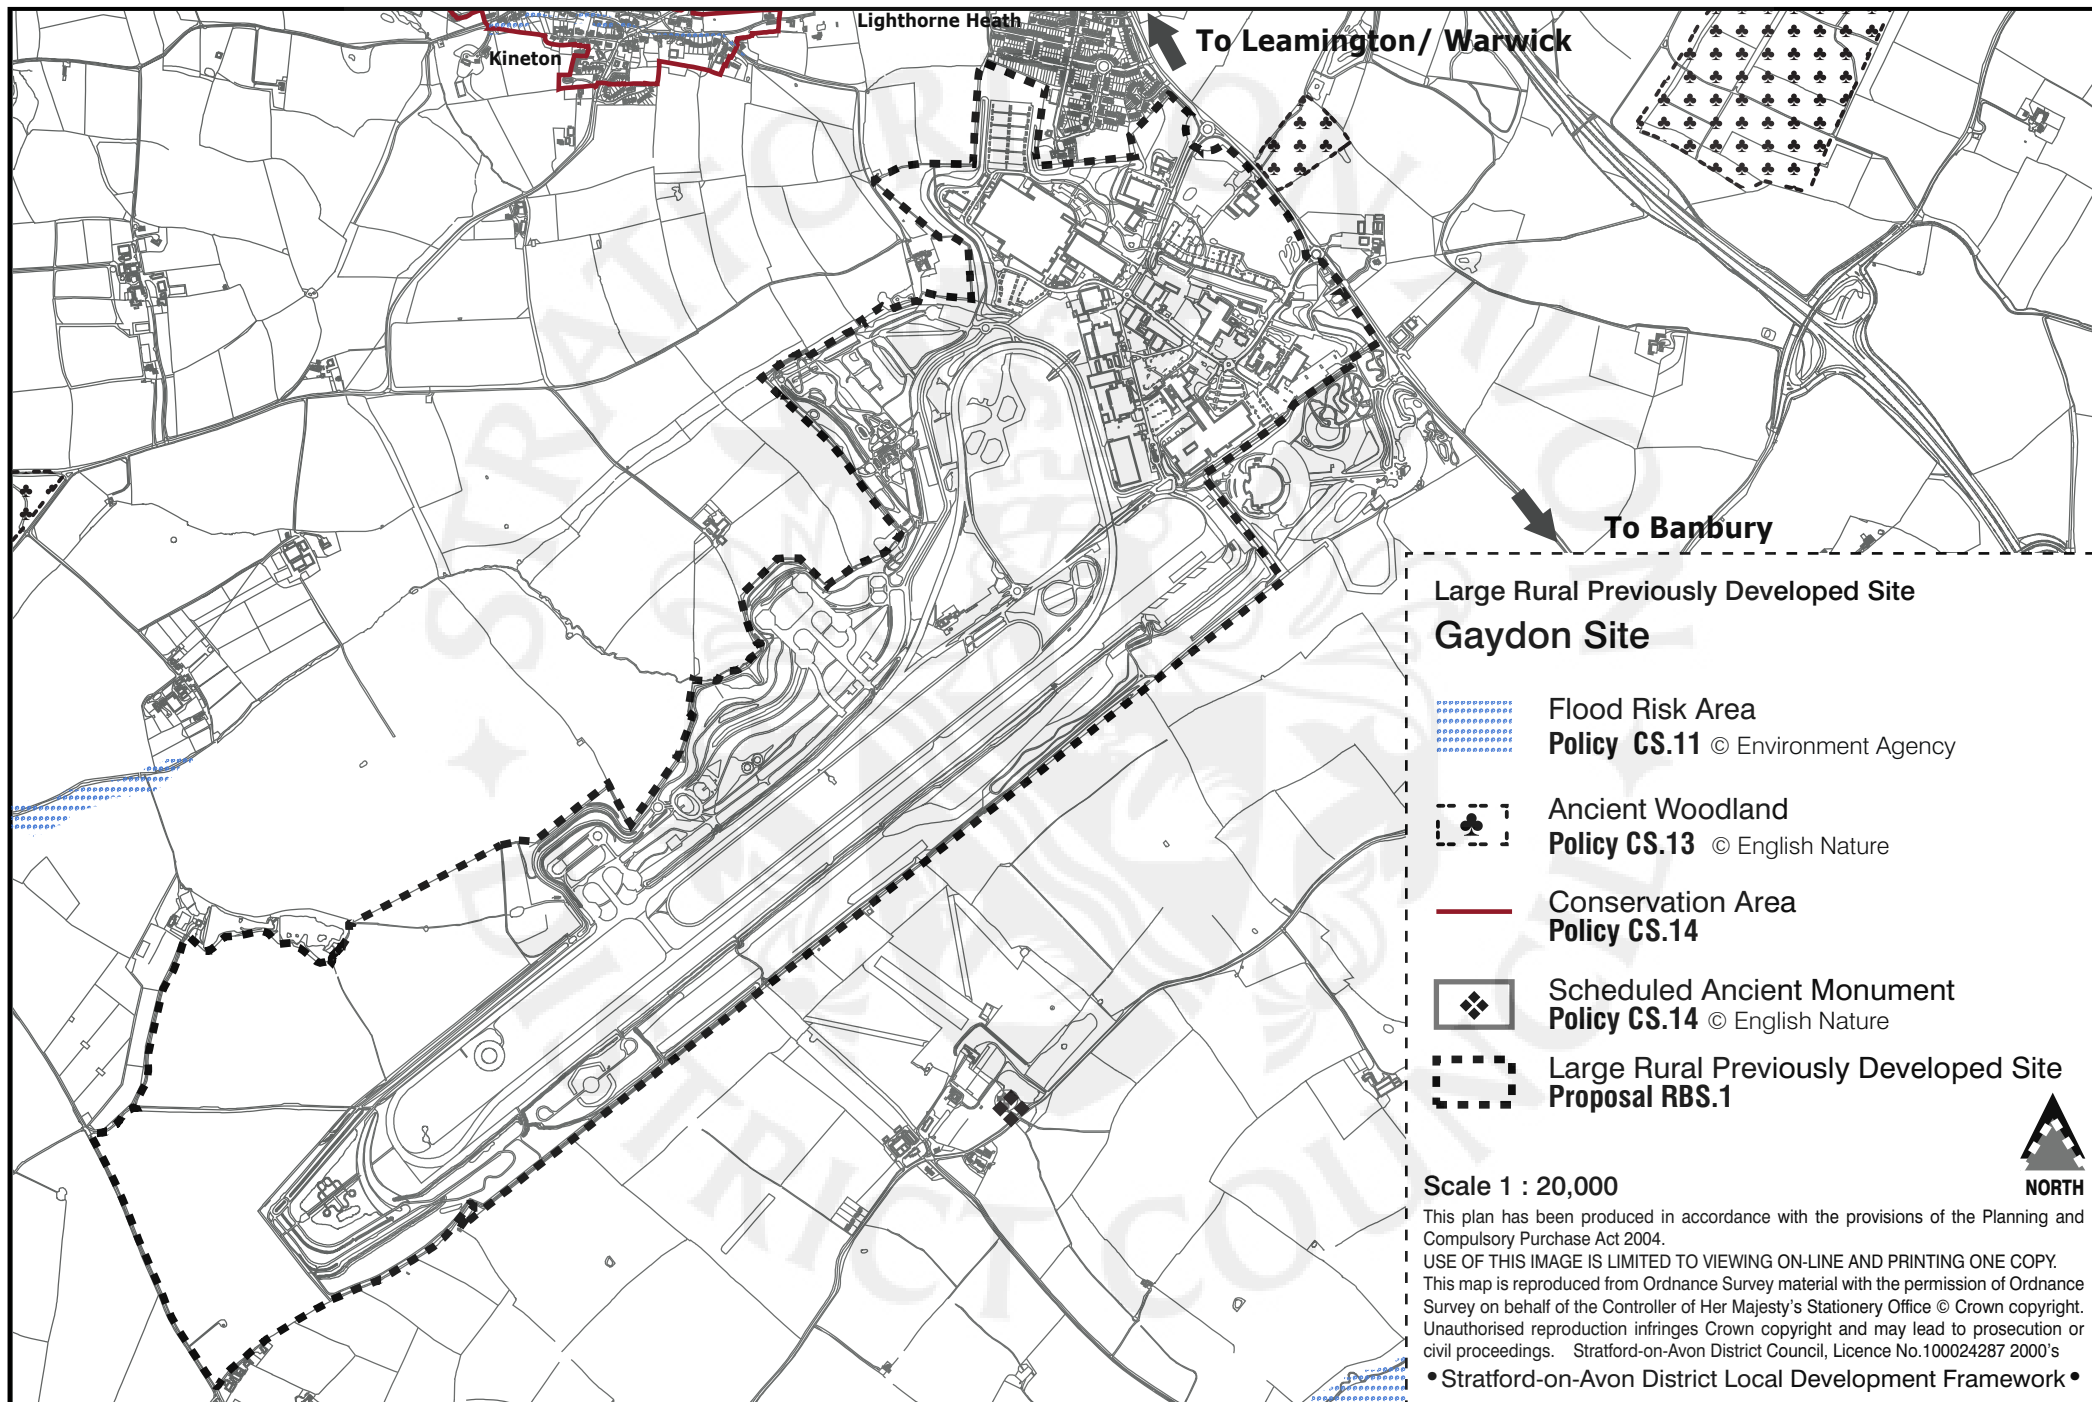 Lighthorne Heath
Kineton
To Leamington/ Warwick
To Banbury
Large Rural Previously Developed Site
Gaydon Site
Flood Risk Area
Policy CS.11 © Environment Agency
Ancient Woodland
Policy CS.13 © English Nature
Conservation Area
Policy CS.14
Scheduled Ancient Monument
Policy CS.14 © English Nature
Large Rural Previously Developed Site
Proposal RBS.1
NORTH
Scale 1 : 20,000
This plan has been produced in accordance with the provisions of the Planning and
Compulsory Purchase Act 2004.
USE OF THIS IMAGE IS LIMITED TO VIEWING ON-LINE AND PRINTING ONE COPY.
This map is reproduced from Ordnance Survey material with the permission of Ordnance
Survey on behalf of the Controller of Her Majesty's Stationery Office © Crown copyright.
Unauthorised reproduction infringes Crown copyright and may lead to prosecution or
civil proceedings. Stratford-on-Avon District Council, Licence No.100024287 2000's
• Stratford-on-Avon District Local Development Framework •
STRATFORD ON AVON
DISTRICT COUNCIL